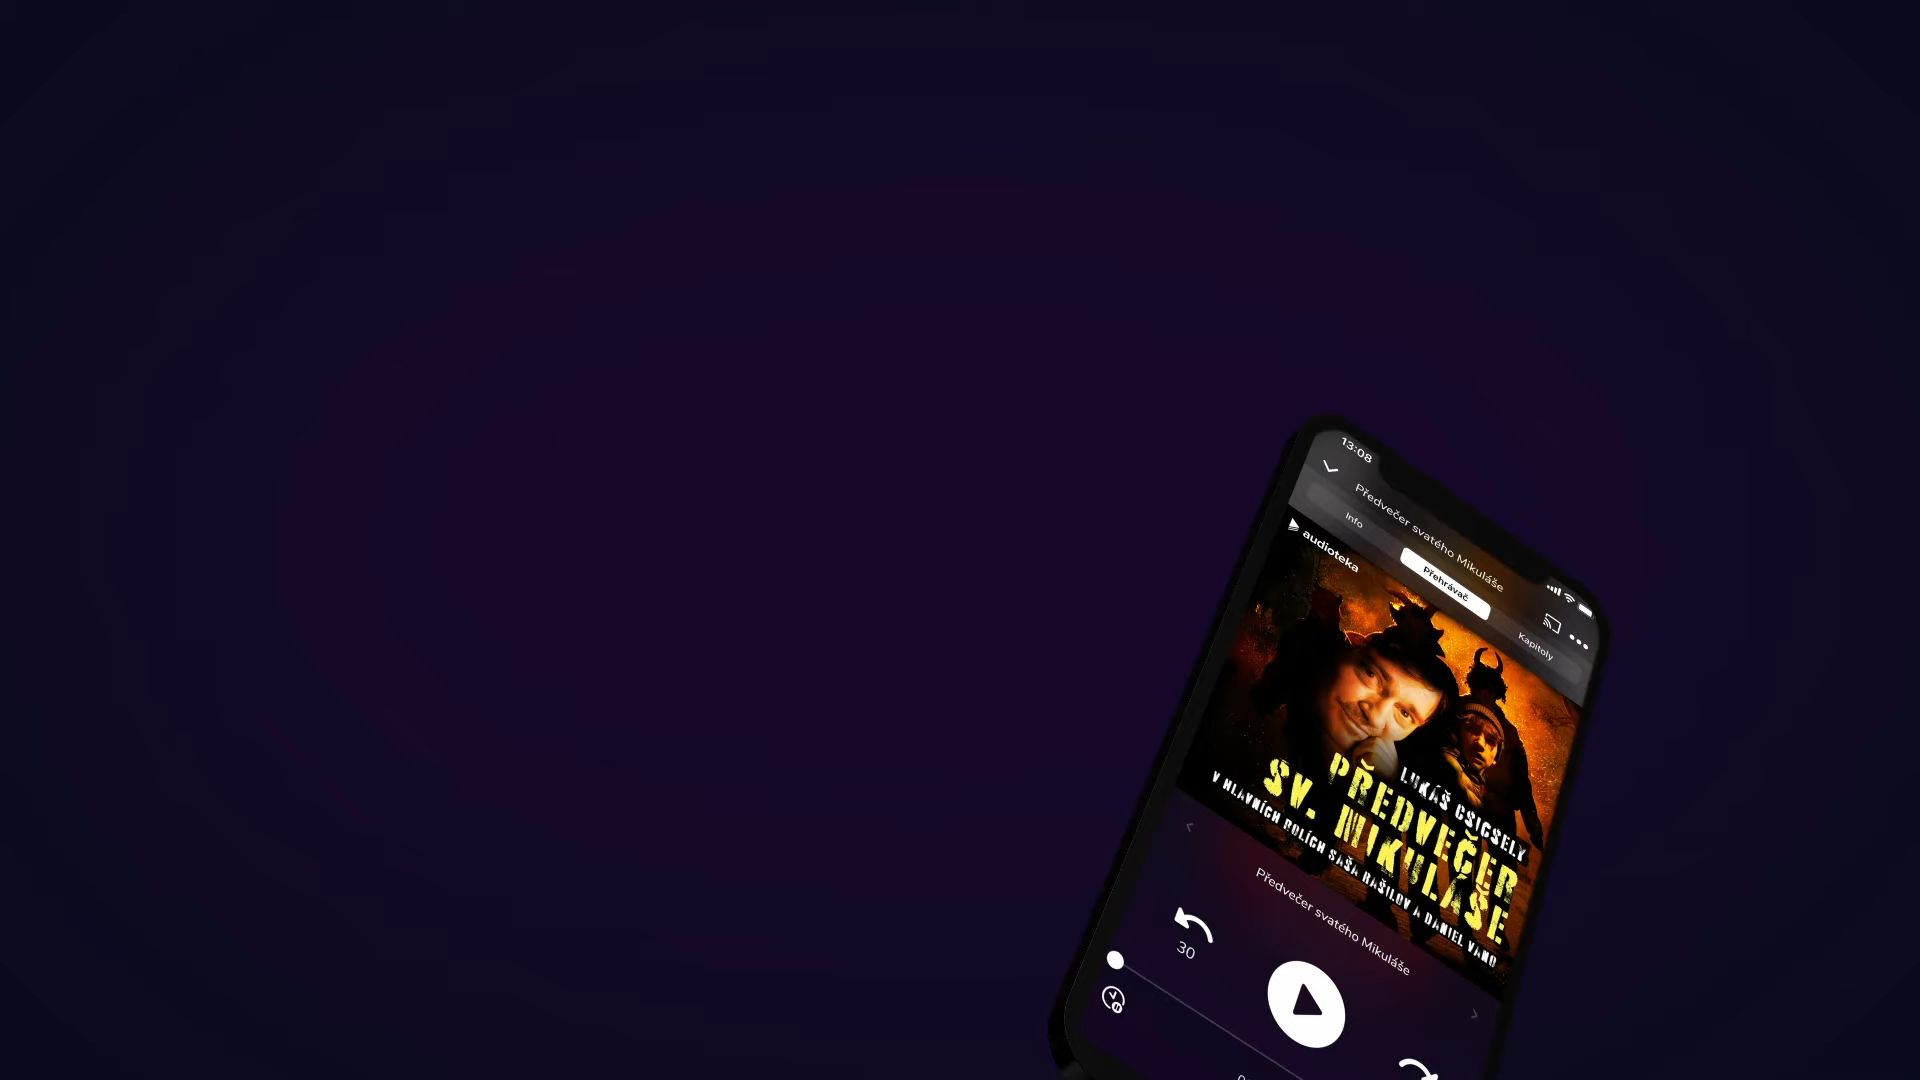 13:08
Předvečer svatého Mikuláše
Info
Přehrávač
Kapitoly
audioteka
LUKÁŠ CSICSELY
PŘEDVEČER
SV. MIKULÁŠE
V HLAVNÍCH ROLÍCH SAŠA RAŠILOV A DANIEL VANO
Předvečer svatého Mikuláše
30